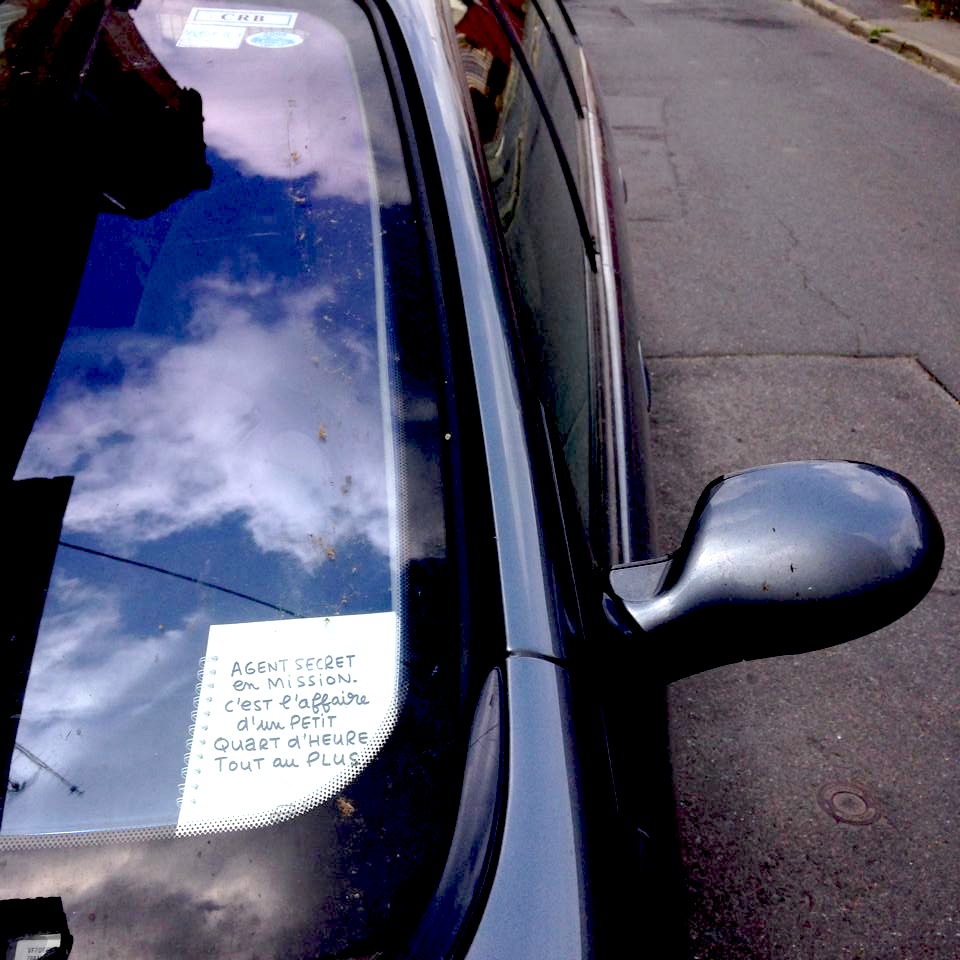 CRB
AGENT SECRET
en MISSION.
C'EST l'affaire
d'un PETIT
QUART d'HEURE
TOUT au PLUS